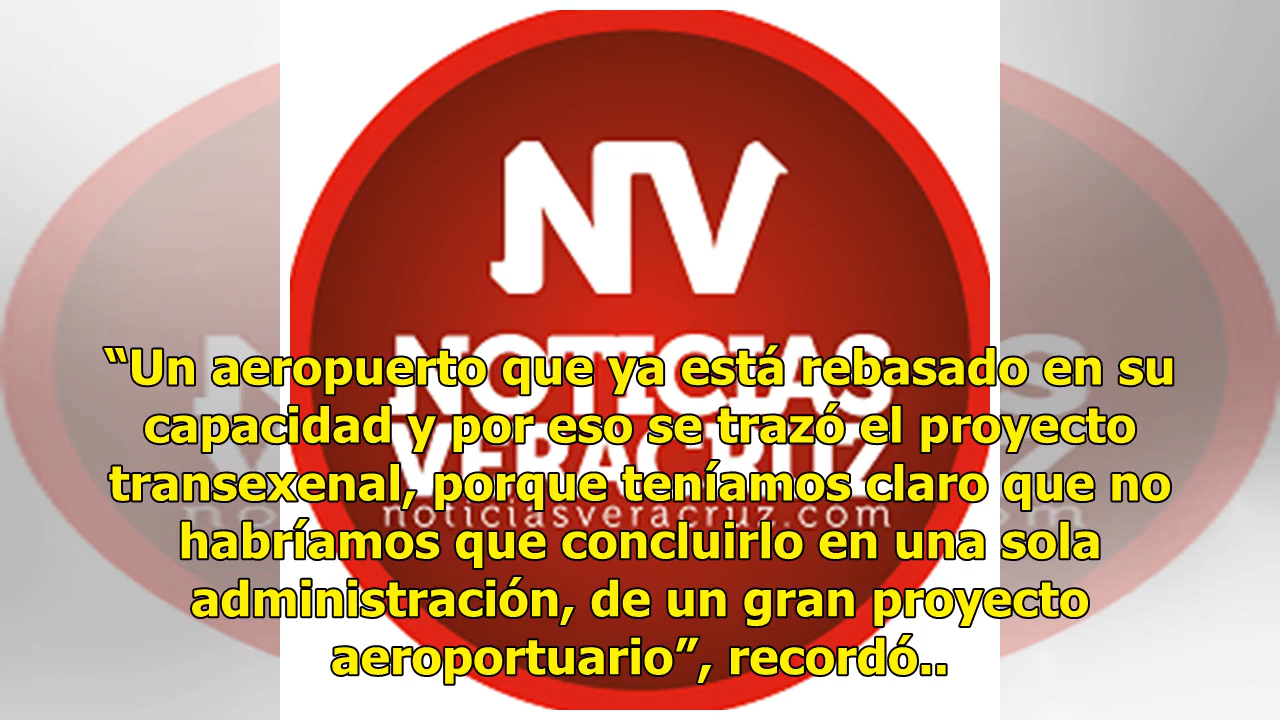 NV
NOTICIAS
VERACRUZ
noticiasveracruz.com
“Un aeropuerto que ya está rebasado en su
capacidad y por eso se trazó el proyecto
transexenal, porque teníamos claro que no
habríamos que concluirlo en una sola
administración, de un gran proyecto
aeroportuario”, recordó..